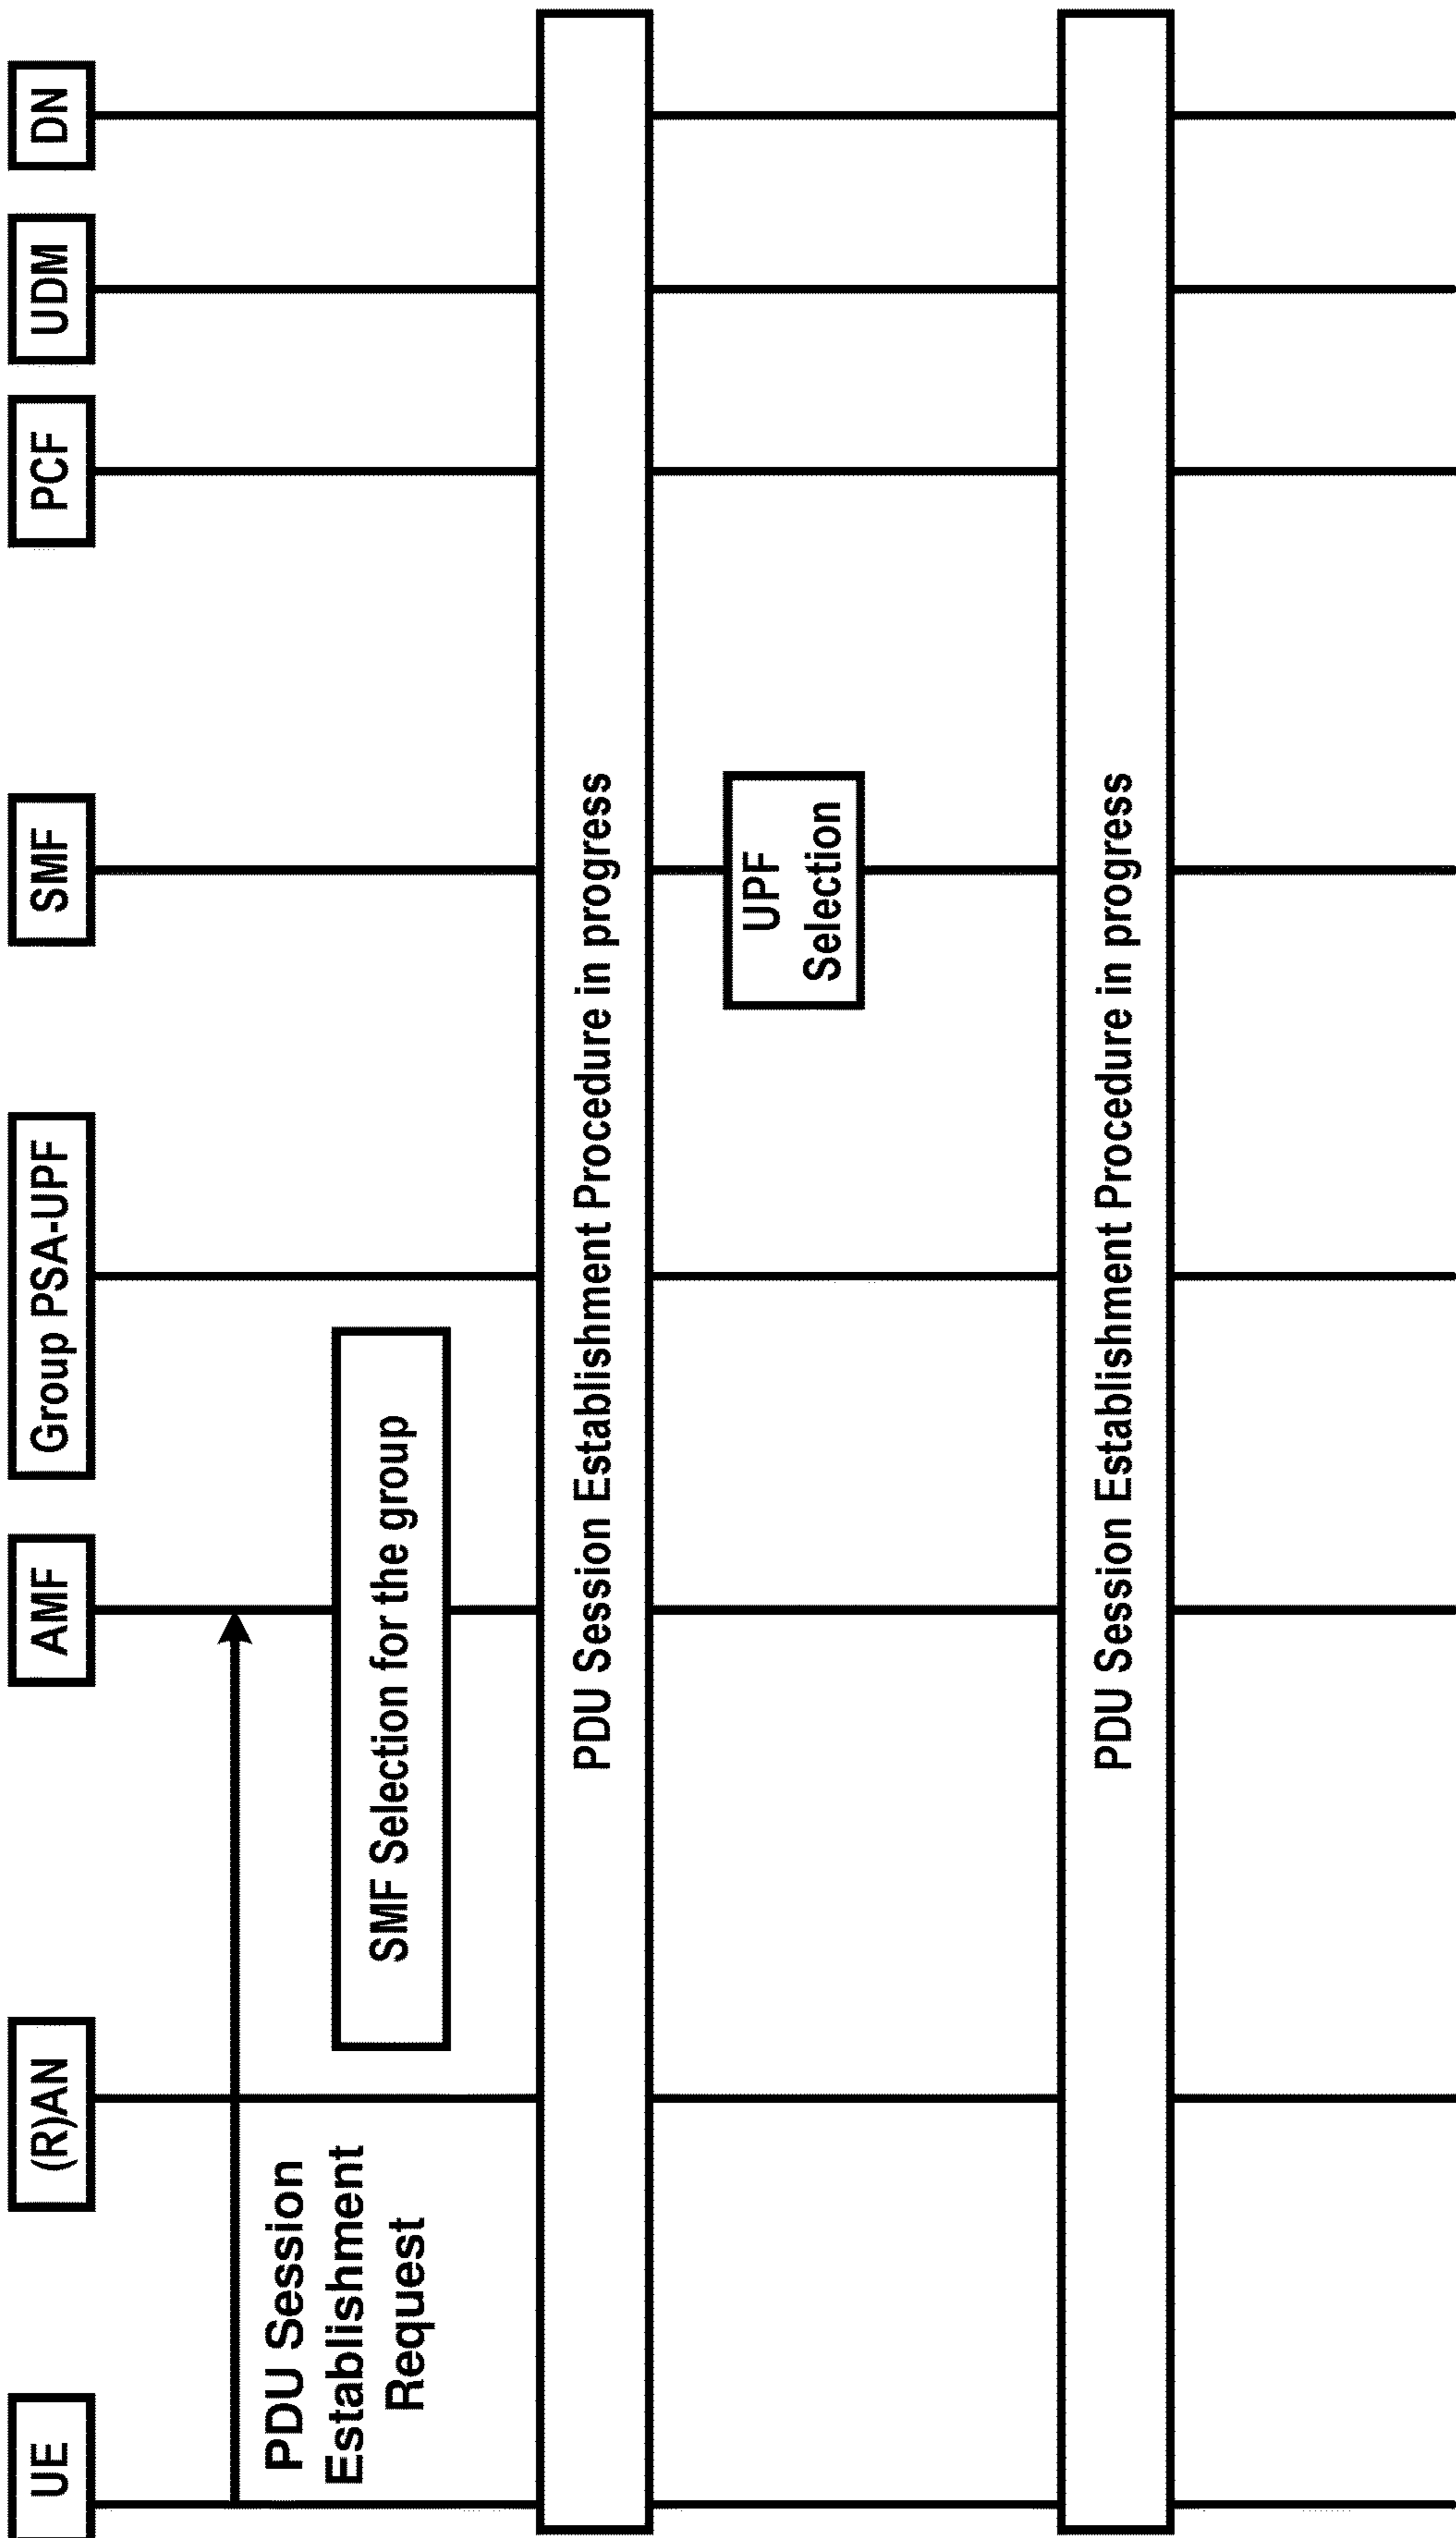 UE
(R)AN
AMF
Group PSA-UPF
SMF
PCF
UDM
DN
PDU Session
Establishment
Request
SMF Selection for the group
PDU Session Establishment Procedure in progress
UPF
Selection
PDU Session Establishment Procedure in progress